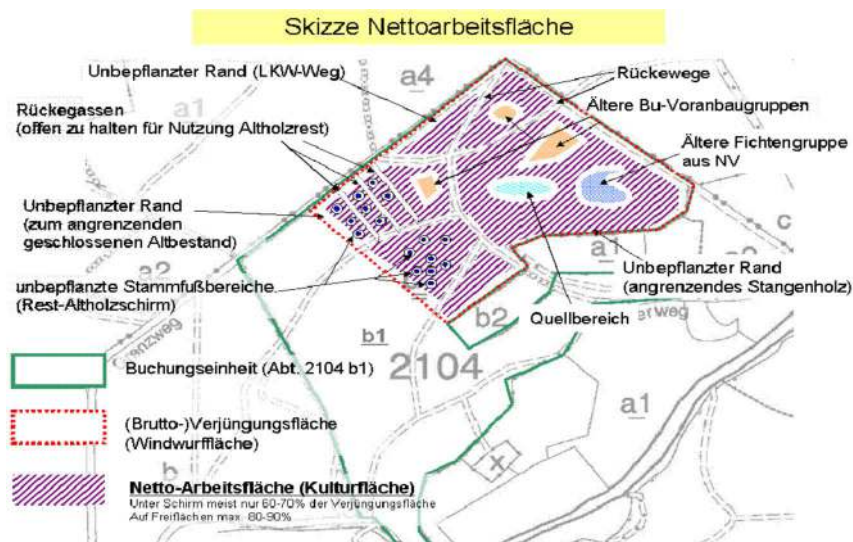 Skizze Nettoarbeitsfläche
Unbepflanzter Rand (LKW-Weg)
a4
a1
Rückewege
Rückegassen
(offen zu halten für Nutzung Altholzrest)
Ältere Bu-Voranbaugruppen
Ältere Fichtengruppe
aus NV
Unbepflanzter Rand
(zum angrenzenden
geschlossenen Altbestand)
c
a1
a2
unbepflanzte Stammfußbereiche
(Rest-Altholzschirm)
Unbepflanzter Rand
(angrenzendes Stangenholz)
Quellbereich
b2
erweg
b1
2104
Grenzweg
a1
b
Buchungseinheit (Abt. 2104 b1)
(Brutto-)Verjüngungsfläche
(Windwurffläche)
Netto-Arbeitsfläche (Kulturfläche)
Unter Schirm meist nur 60-70% der Verjüngungsfläche
Auf Freiflächen max. 80-90%